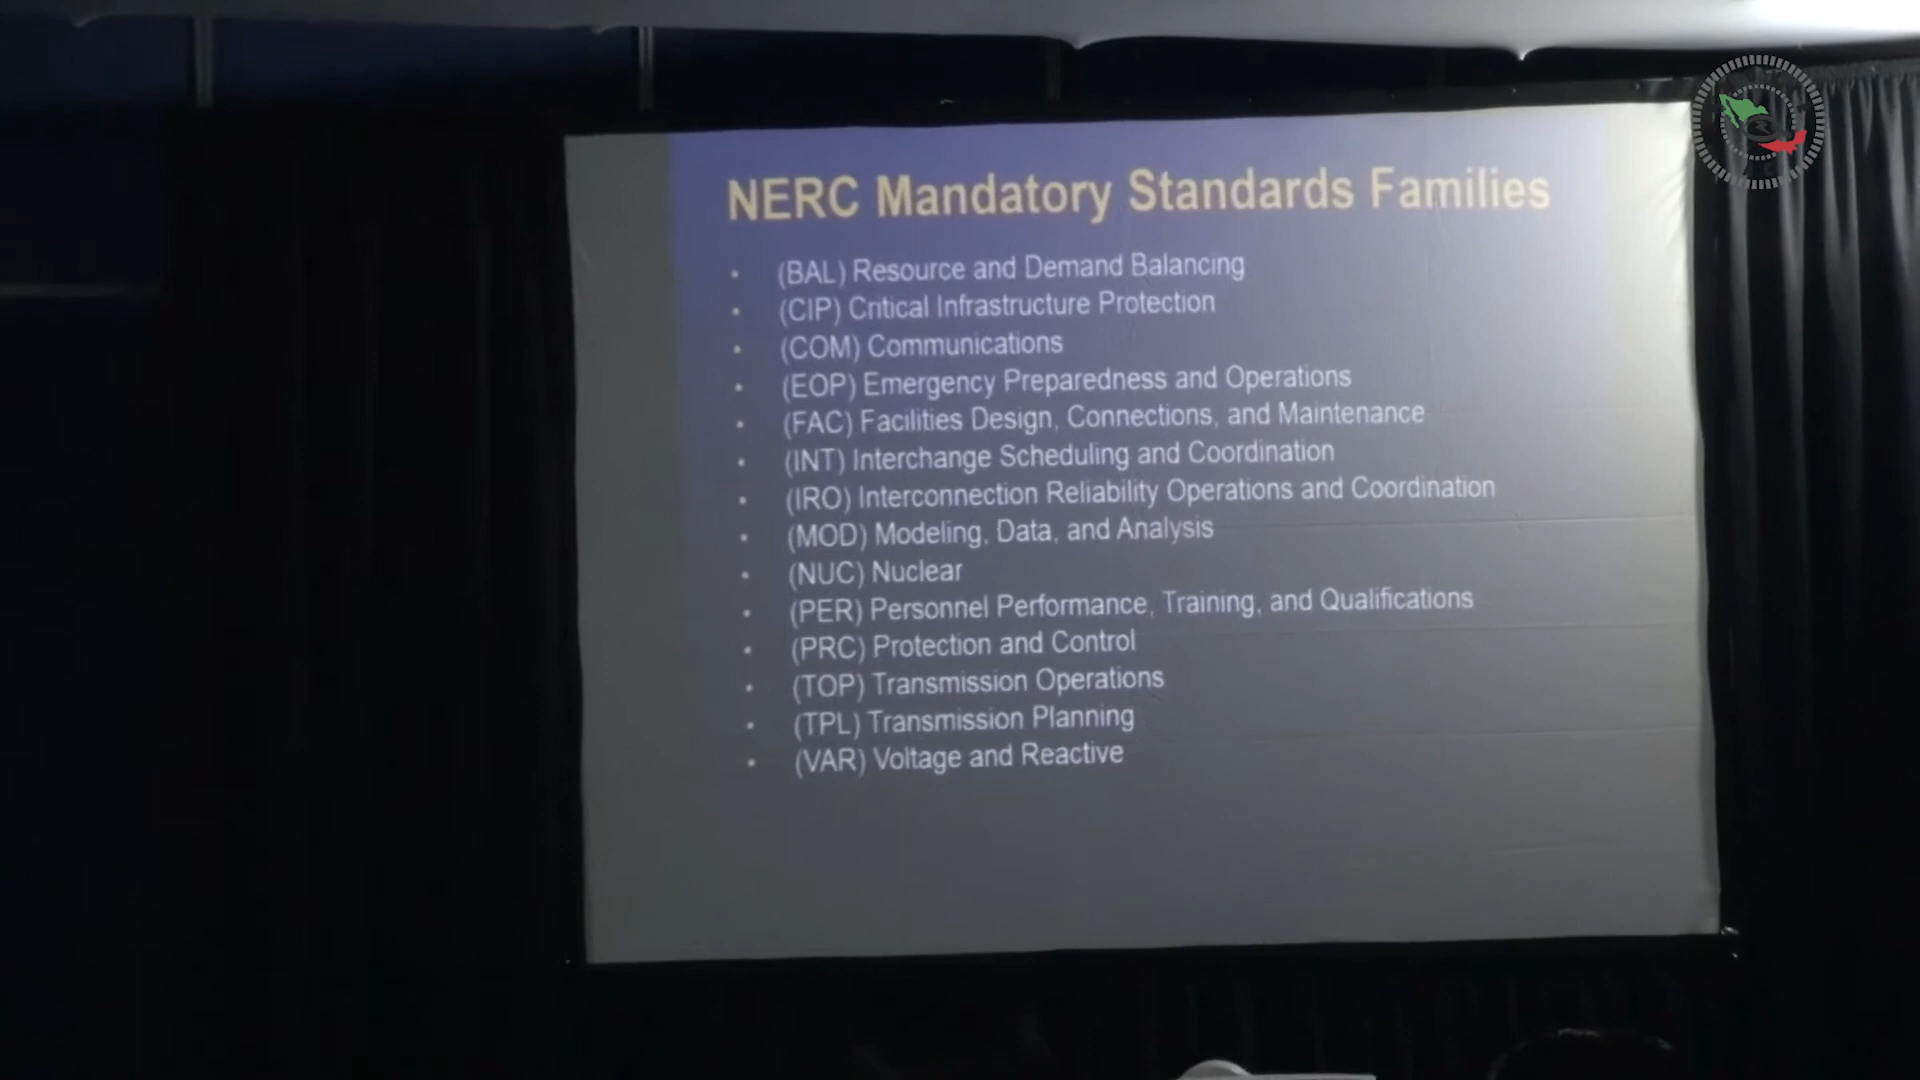 NERC Mandatory Standards Families
• (BAL) Resource and Demand Balancing
• (CIP) Critical Infrastructure Protection
• (COM) Communications
• (EOP) Emergency Preparedness and Operations
• (FAC) Facilities Design, Connections, and Maintenance
• (INT) Interchange Scheduling and Coordination
• (IRO) Interconnection Reliability Operations and Coordination
• (MOD) Modeling, Data, and Analysis
• (NUC) Nuclear
• (PER) Personnel Performance, Training, and Qualifications
• (PRC) Protection and Control
• (TOP) Transmission Operations
• (TPL) Transmission Planning
• (VAR) Voltage and Reactive